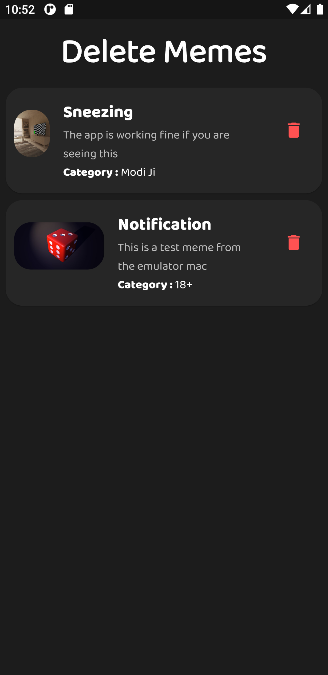 10:52
Delete Memes
Sneezing
The app is working fine if you are
seeing this
Category : Modi Ji
Notification
This is a test meme from
the emulator mac
Category : 18+